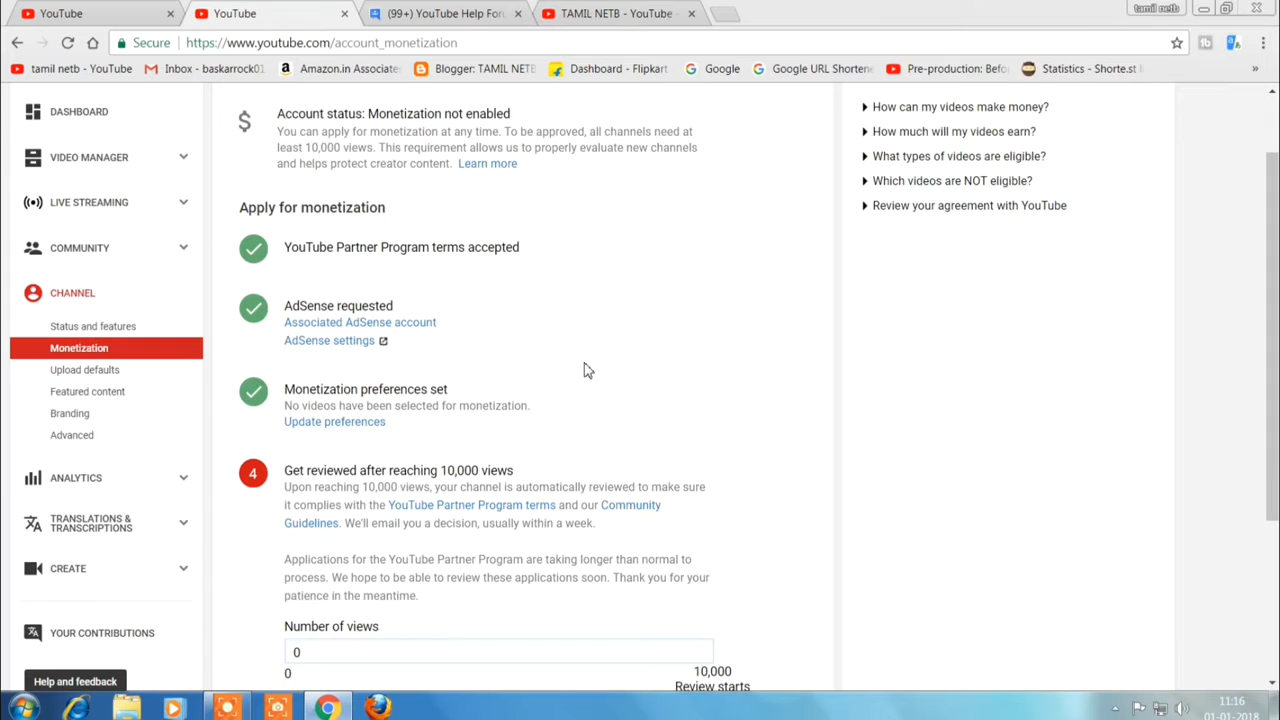 YouTube
YouTube
(99+) YouTube Help For
TAMIL NETB - YouTube
tamil netb
Secure
https://www.youtube.com/account_monetization
tamil netb - YouTube
Inbox - baskarrock01
Amazon.in Associate
Blogger: TAMIL NETB
Dashboard - Flipkart
Google
Google URL Shortene
Pre-production: Befo
Statistics - Shorte.st l
»
DASHBOARD
VIDEO MANAGER
LIVE STREAMING
COMMUNITY
CHANNEL
Status and features
Monetization
Upload defaults
Featured content
Branding
Advanced
ANALYTICS
TRANSLATIONS &
TRANSCRIPTIONS
CREATE
YOUR CONTRIBUTIONS
Help and feedback
$
Account status: Monetization not enabled
You can apply for monetization at any time. To be approved, all channels need at
least 10,000 views. This requirement allows us to properly evaluate new channels
and helps protect creator content. Learn more
Apply for monetization
YouTube Partner Program terms accepted
AdSense requested
Associated AdSense account
AdSense settings
Monetization preferences set
No videos have been selected for monetization.
Update preferences
4
Get reviewed after reaching 10,000 views
Upon reaching 10,000 views, your channel is automatically reviewed to make sure
it complies with the YouTube Partner Program terms and our Community
Guidelines. We'll email you a decision, usually within a week.
Applications for the YouTube Partner Program are taking longer than normal to
process. We hope to be able to review these applications soon. Thank you for your
patience in the meantime.
Number of views
0
0
10,000
Review starts
How can my videos make money?
How much will my videos earn?
What types of videos are eligible?
Which videos are NOT eligible?
Review your agreement with YouTube
11:16
01-01-2018